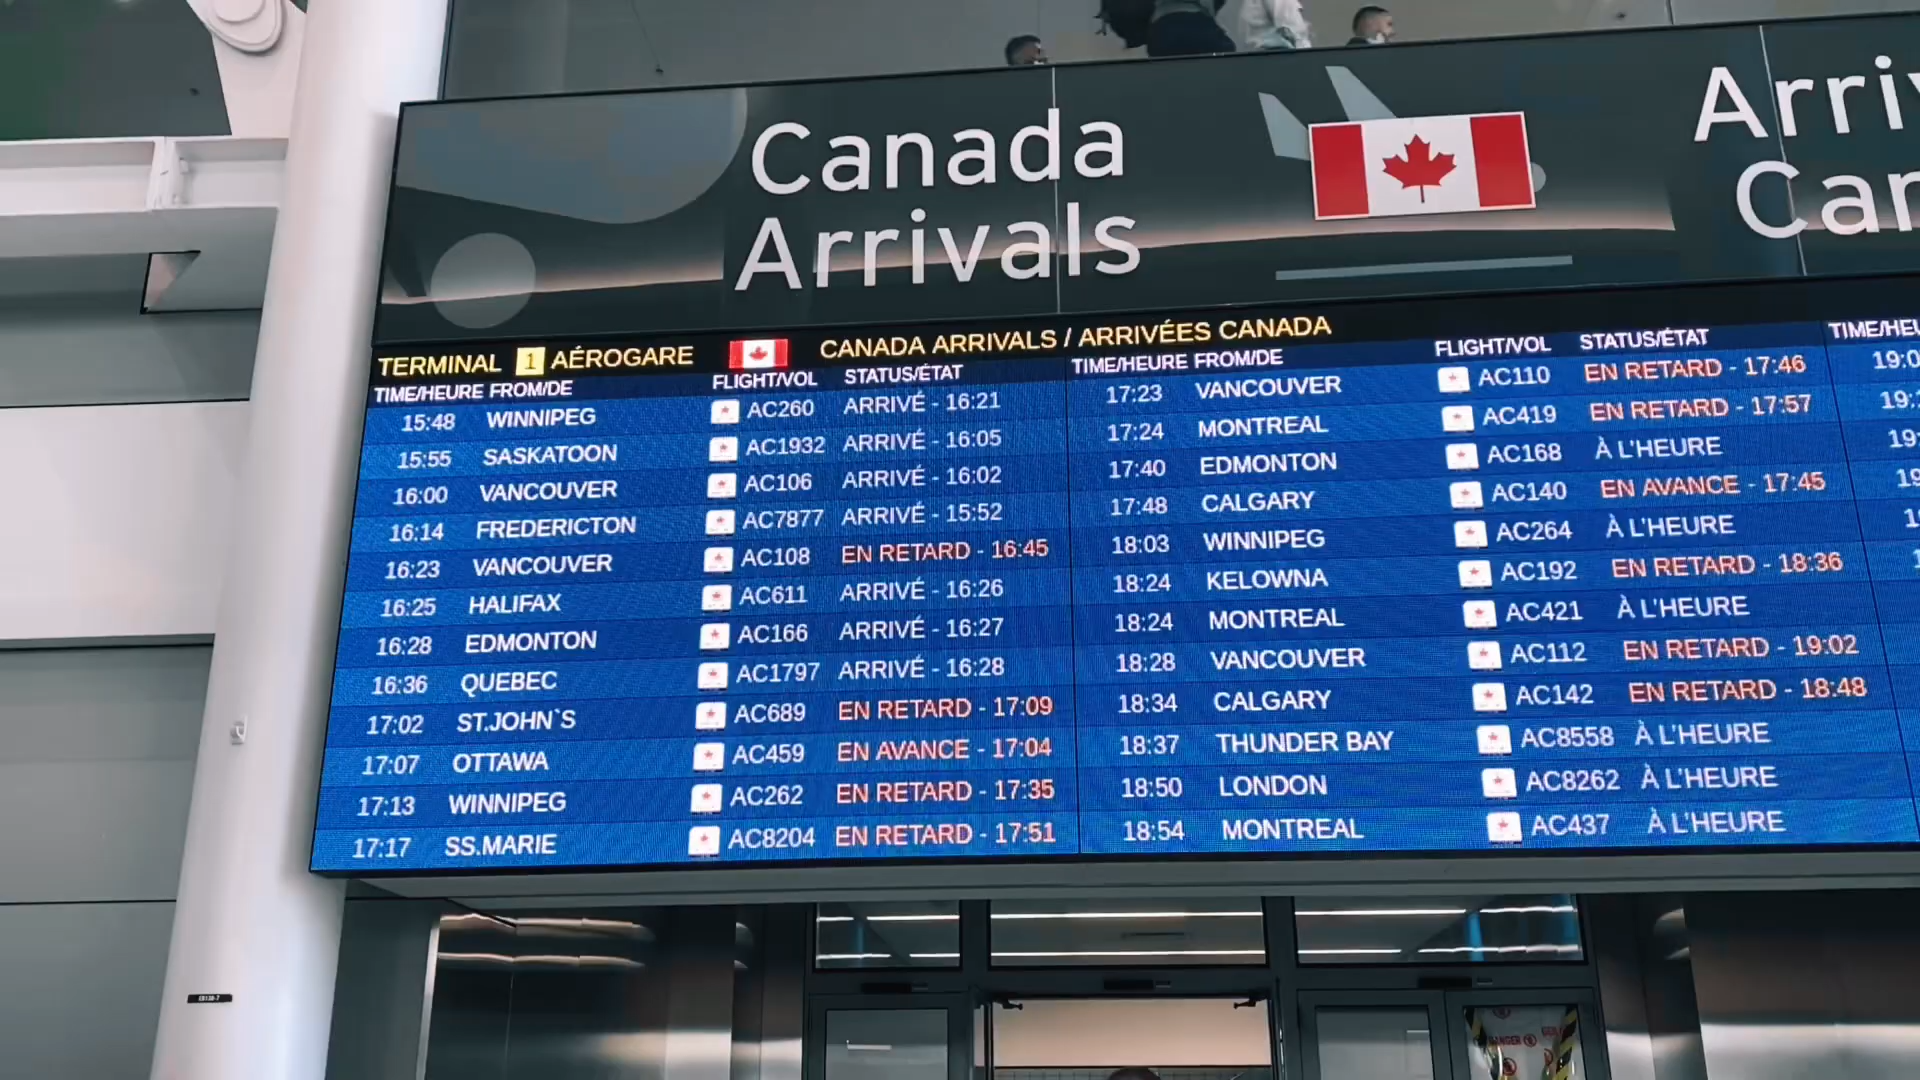 Canada
Arrivals
Arri
Ca
TERMINAL 1 AÉROGARE CANADA ARRIVALS / ARRIVÉES CANADA
TIME/HEURE FROM/DE FLIGHT/VOL STATUS/ÉTAT
15:48 WINNIPEG AC260 ARRIVÉ - 16:21
15:55 SASKATOON AC1932 ARRIVÉ - 16:05
16:00 VANCOUVER AC106 ARRIVÉ - 16:02
16:14 FREDERICTON AC7877 ARRIVÉ - 15:52
16:23 VANCOUVER AC108 EN RETARD - 16:45
16:25 HALIFAX AC611 ARRIVÉ - 16:26
16:28 EDMONTON AC166 ARRIVÉ - 16:27
16:36 QUEBEC AC1797 ARRIVÉ - 16:28
17:02 ST.JOHN`S AC689 EN RETARD - 17:09
17:07 OTTAWA AC459 EN AVANCE - 17:04
17:13 WINNIPEG AC262 EN RETARD - 17:35
17:17 SS.MARIE AC8204 EN RETARD - 17:51
TIME/HEURE FROM/DE FLIGHT/VOL STATUS/ÉTAT
17:23 VANCOUVER AC110 EN RETARD - 17:46
17:24 MONTREAL AC419 EN RETARD - 17:57
17:40 EDMONTON AC168 À L'HEURE
17:48 CALGARY AC140 EN AVANCE - 17:45
18:03 WINNIPEG AC264 À L'HEURE
18:24 KELOWNA AC192 EN RETARD - 18:36
18:24 MONTREAL AC421 À L'HEURE
18:28 VANCOUVER AC112 EN RETARD - 19:02
18:34 CALGARY AC142 EN RETARD - 18:48
18:37 THUNDER BAY AC8558 À L'HEURE
18:50 LONDON AC8262 À L'HEURE
18:54 MONTREAL AC437 À L'HEURE
TIME/HEU
19:0
19:
19:
19
1
DANGER